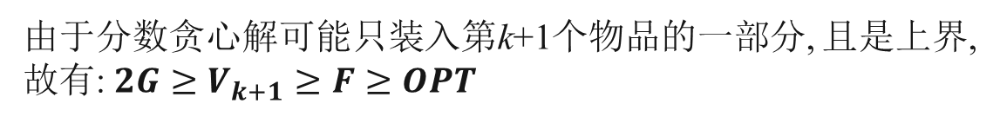 由于分数贪心解可能只装入第k+1个物品的一部分, 且是上界,
故有: 2G ≥ V_{k+1} ≥ F ≥ OPT